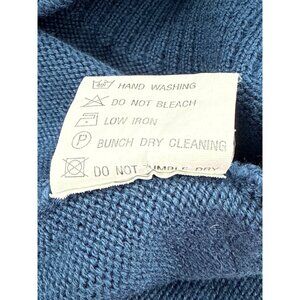 HAND WASHING
DO NOT BLEACH
LOW IRON
P BUNCH DRY CLEANING
DO NOT TUMBLE DRY